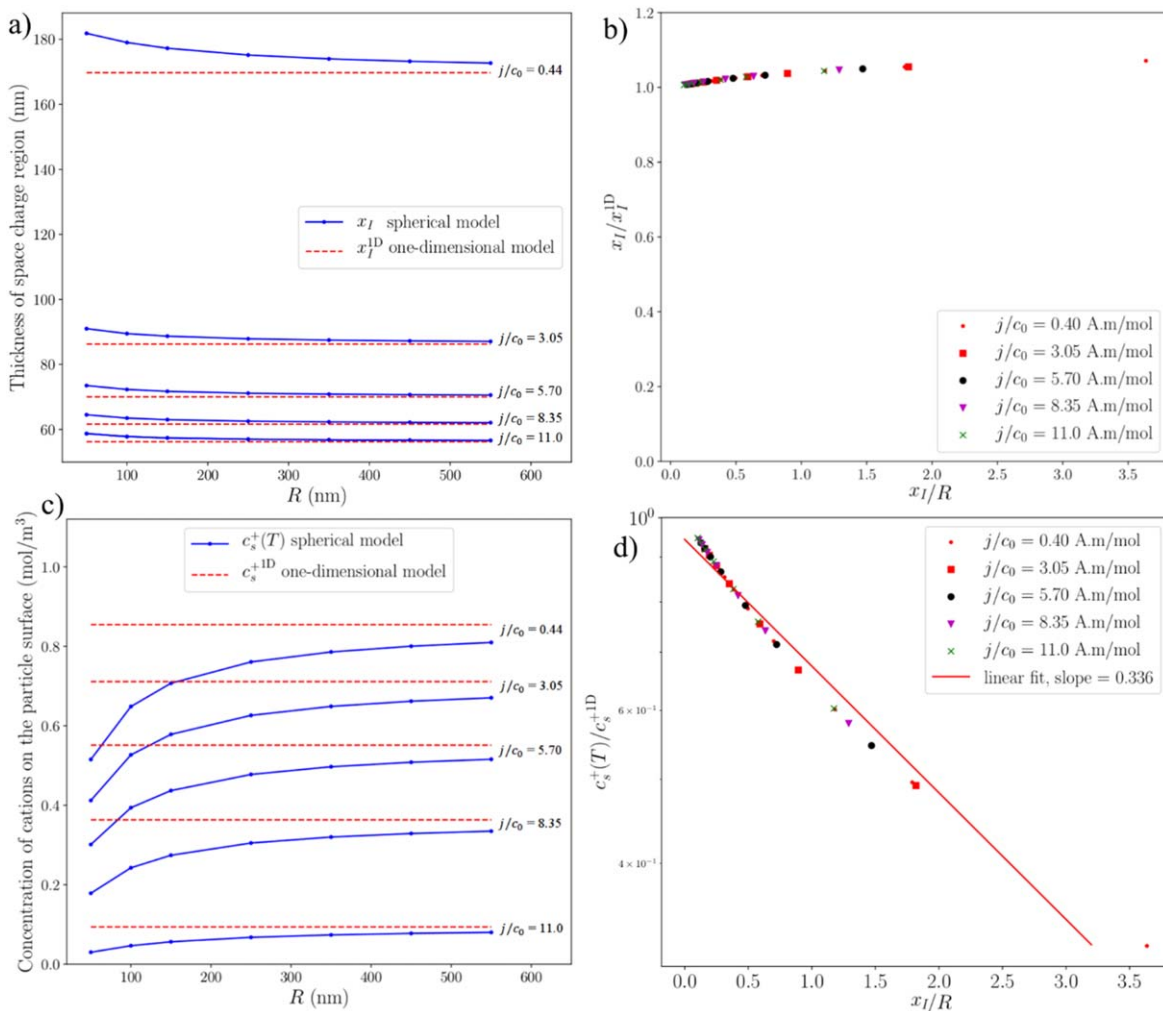 a)
180
160
140
120
100
80
60
Thickness of space charge region (nm)
j/c₀ = 0.44
x_I spherical model
x_I^1D one-dimensional model
j/c₀ = 3.05
j/c₀ = 5.70
j/c₀ = 8.35
j/c₀ = 11.0
100 200 300 400 500 600
R (nm)
b)
1.2
1.0
0.8
0.6
0.4
0.2
0.0
x_I/x_I^1D
j/c₀ = 0.40 A.m/mol
j/c₀ = 3.05 A.m/mol
j/c₀ = 5.70 A.m/mol
j/c₀ = 8.35 A.m/mol
j/c₀ = 11.0 A.m/mol
0.0 0.5 1.0 1.5 2.0 2.5 3.0 3.5
x_I/R
c)
1.0
0.8
0.6
0.4
0.2
0.0
Concentration of cations on the particle surface (mol/m³)
c_s^+(T) spherical model
c_s^+1D one-dimensional model
j/c₀ = 0.44
j/c₀ = 3.05
j/c₀ = 5.70
j/c₀ = 8.35
j/c₀ = 11.0
100 200 300 400 500 600
R (nm)
d)
10⁰
6 × 10⁻¹
4 × 10⁻¹
c_s^+(T)/c_s^+1D
j/c₀ = 0.40 A.m/mol
j/c₀ = 3.05 A.m/mol
j/c₀ = 5.70 A.m/mol
j/c₀ = 8.35 A.m/mol
j/c₀ = 11.0 A.m/mol
linear fit, slope = 0.336
0.0 0.5 1.0 1.5 2.0 2.5 3.0 3.5
x_I/R